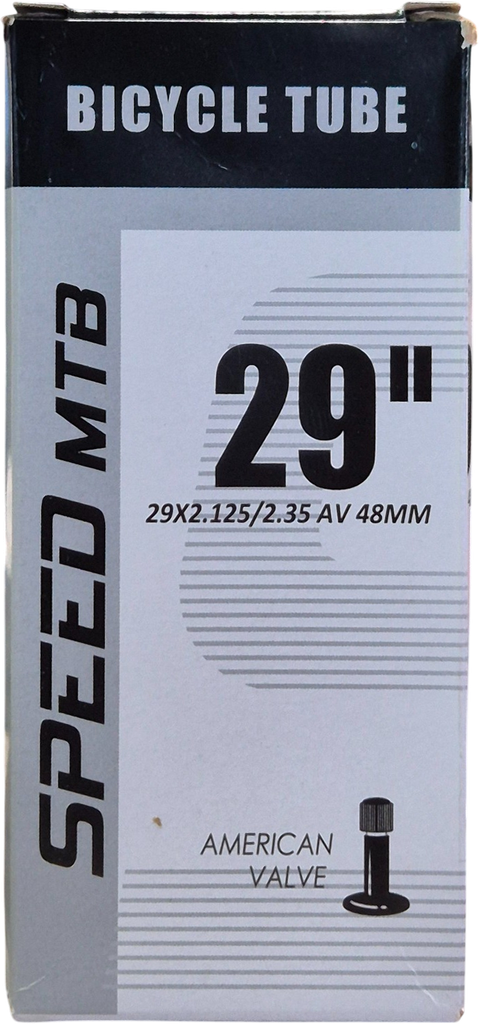 BICYCLE TUBE
SPEED MTB
29"
29X2.125/2.35 AV 48MM
AMERICAN
VALVE